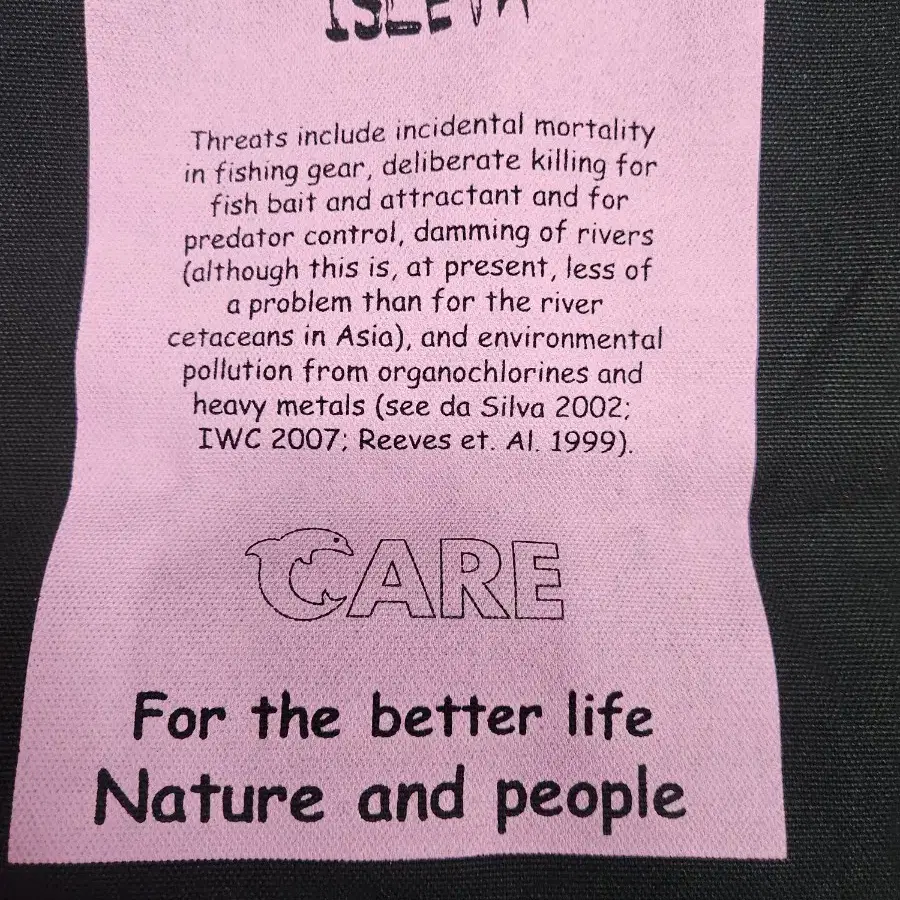 Threats include incidental mortality
in fishing gear, deliberate killing for
fish bait and attractant and for
predator control, damming of rivers
(although this is, at present, less of
a problem than for the river
cetaceans in Asia), and environmental
pollution from organochlorines and
heavy metals (see da Silva 2002;
IWC 2007; Reeves et. Al. 1999).
CARE
For the better life
Nature and people